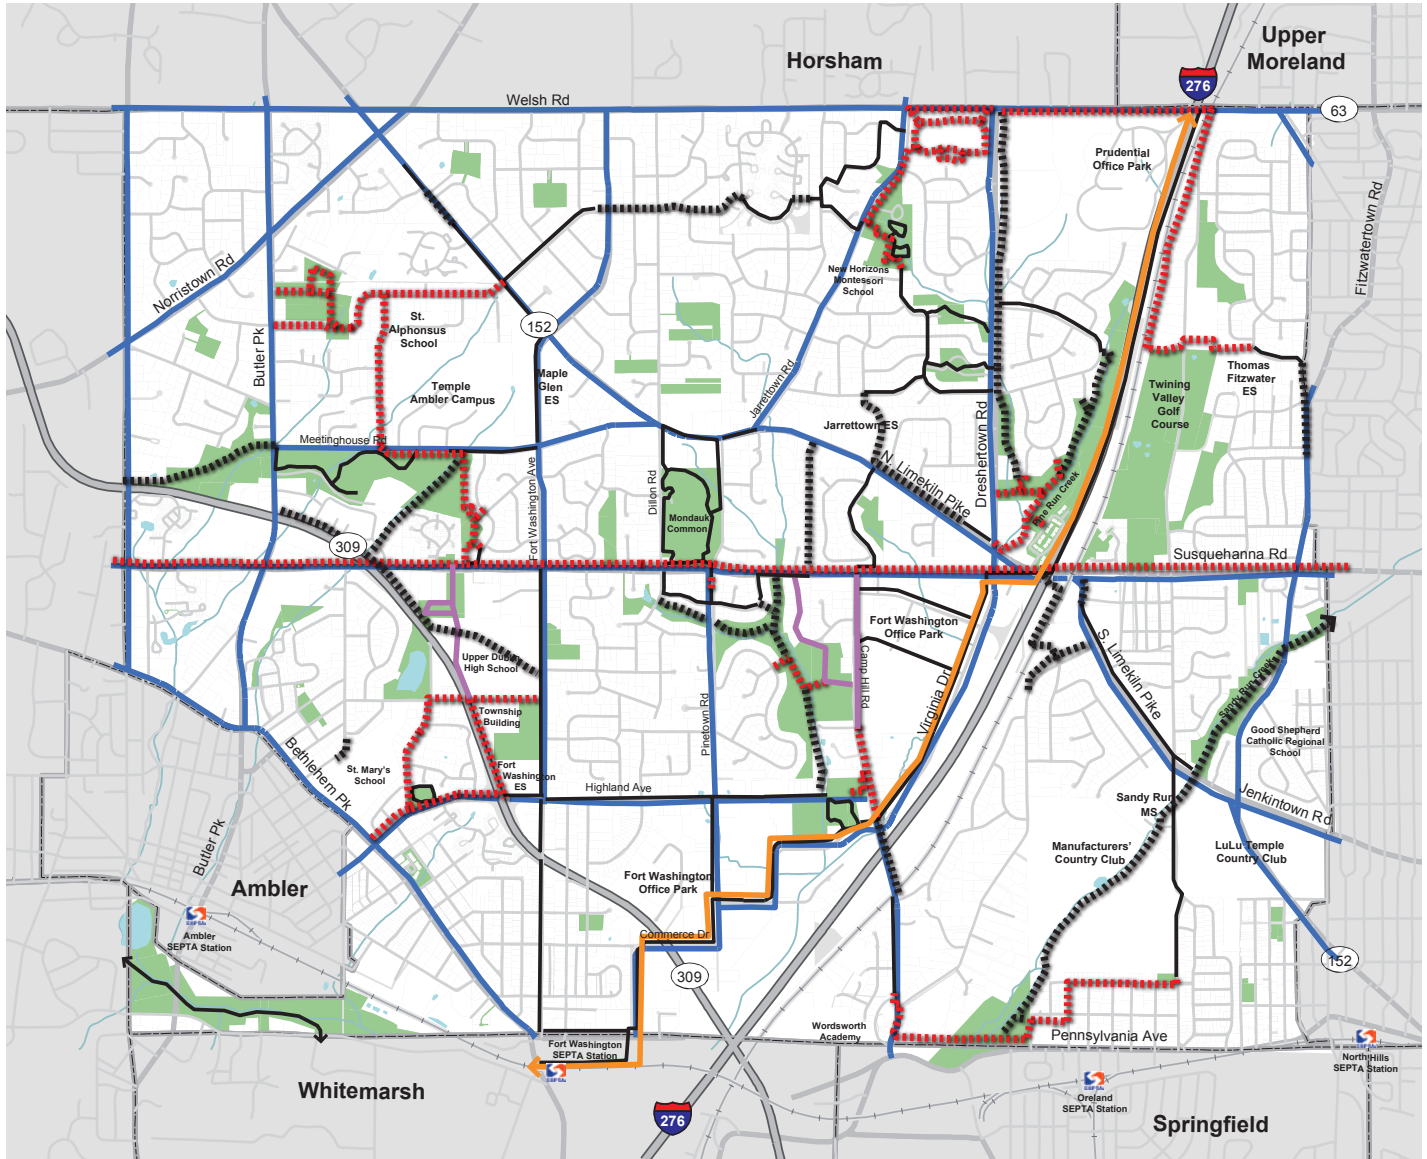 Upper
Moreland
Horsham
276
63
Welsh Rd
Prudential
Office Park
Fitzwatertown Rd
Norristown Rd
New Horizons
Montessori
School
St.
Alphonsus
School
152
Butler Pk
Maple
Glen
ES
Temple
Ambler Campus
Jarrettown Rd
Thomas
Fitzwater
ES
Twining
Valley
Golf
Course
Jarrettown ES
Dreshertown Rd
Meetinghouse Rd
N. Limekiln Pike
Fort Washington Ave
Dillon Rd
Mondauk
Common
Pine Run Creek
309
Susquehanna Rd
Fort Washington
Office Park
Upper Dublin
High School
Camp Hill Rd
S. Limekiln Pike
Virginia Dr
Sandy Run Creek
Township
Building
Pinetown Rd
Good Shepherd
Catholic Regional
School
Bethlehem Pk
St. Mary's
School
Fort
Washington
ES
Highland Ave
Sandy Run
MS
Jenkintown Rd
Butler Pk
Manufacturers'
Country Club
LuLu Temple
Country Club
Ambler
Fort Washington
Office Park
Ambler
SEPTA Station
Commerce Dr
152
309
Wordsworth
Academy
Pennsylvania Ave
Fort Washington
SEPTA Station
North Hills
SEPTA Station
Whitemarsh
Oreland
SEPTA Station
276
Springfield